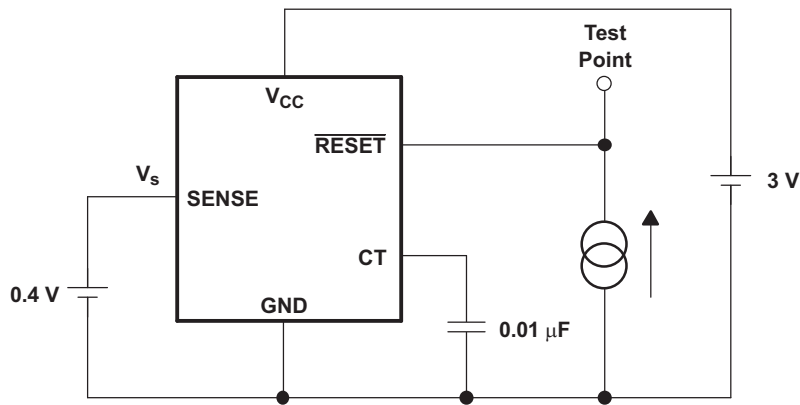 Test
Point
V_CC
RESET
V_s
SENSE
3 V
CT
0.4 V
GND
0.01 μF